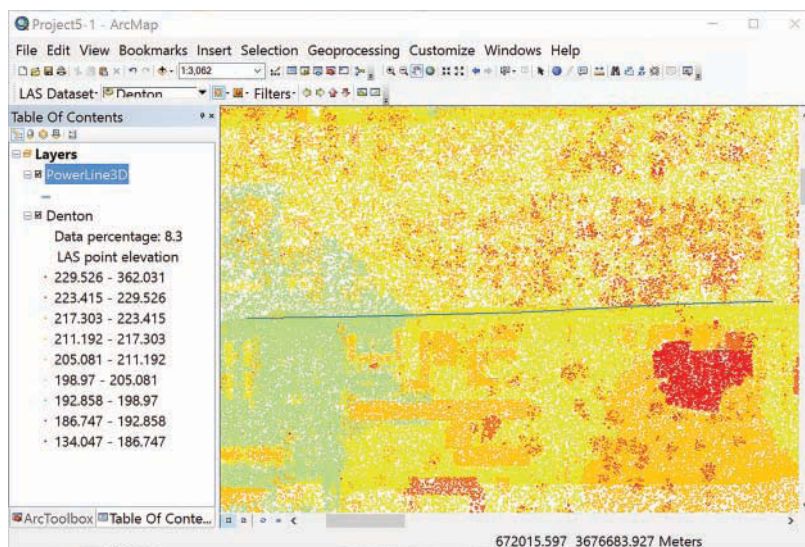 Project5-1 - ArcMap
File Edit View Bookmarks Insert Selection Geoprocessing Customize Windows Help
1:3,062
LAS Dataset Denton Filters
Table Of Contents
Layers
PowerLine3D
Denton
Data percentage: 8.3
LAS point elevation
229.526 - 362.031
223.415 - 229.526
217.303 - 223.415
211.192 - 217.303
205.081 - 211.192
198.97 - 205.081
192.858 - 198.97
186.747 - 192.858
134.047 - 186.747
ArcToolbox Table Of Conte...
672015.597 3676683.927 Meters